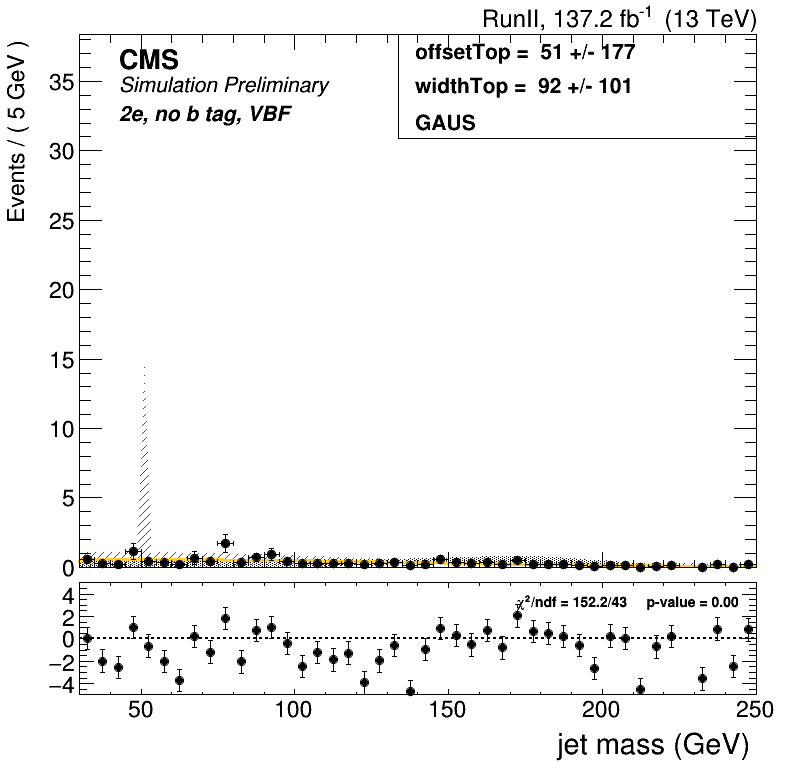 RunII, 137.2 fb⁻¹ (13 TeV)
CMS
Simulation Preliminary
2e, no b tag, VBF
offsetTop = 51 +/- 177
widthTop = 92 +/- 101
GAUS
Events / ( 5 GeV )
35
30
25
20
15
10
5
0
χ²/ndf = 152.2/43 p-value = 0.00
4
2
0
−2
−4
50 100 150 200 250
jet mass (GeV)